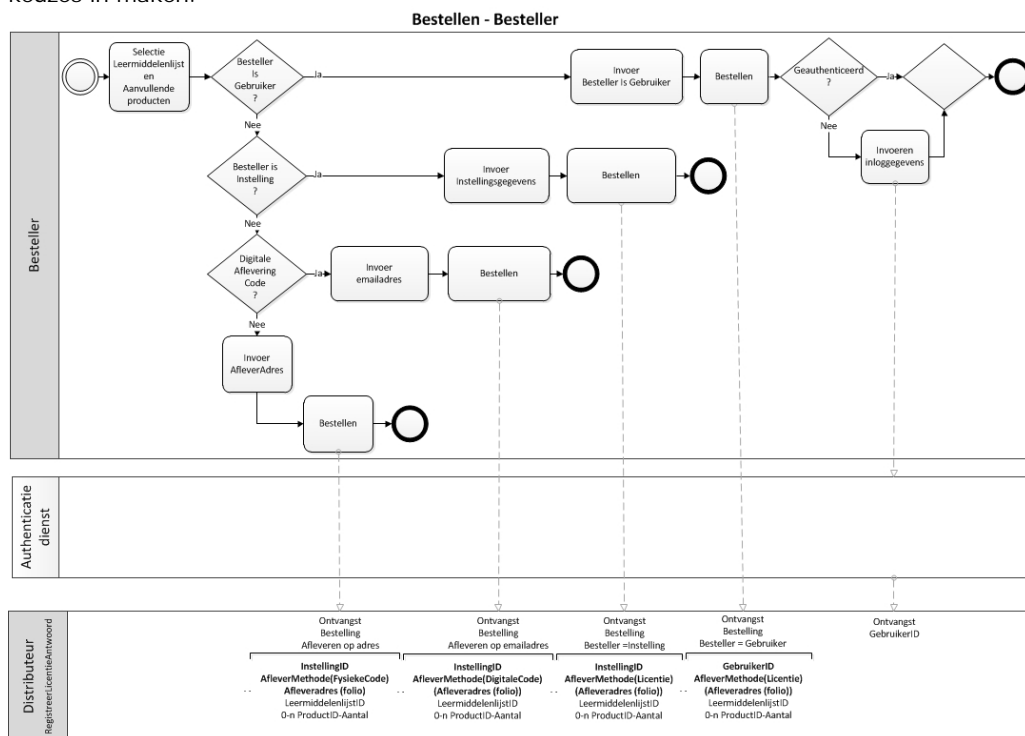 keuzes in maken.
Bestellen - Besteller
Besteller
Selectie
Leermiddelenlijst
en
Aanvullende
producten
Besteller
Is
Gebruiker
?
Ja
Invoer
Besteller Is Gebruiker
Bestellen
Geauthenticeerd
?
Ja
Nee
Invoeren
inloggegevens
Nee
Besteller is
Instelling
?
Ja
Invoer
Instellingsgegevens
Bestellen
Nee
Digitale
Aflevering
Code
?
Ja
Invoer
emailadres
Bestellen
Nee
Invoer
AfleverAdres
Bestellen
Authenticatie
dienst
Distributeur
RegistreerLicentieAntwoord
Ontvangst
Bestelling
Afleveren op adres
InstellingID
AfleverMethode(FysiekeCode)
Afleveradres (folio)
LeermiddelenlijstID
0-n ProductID-Aantal
Ontvangst
Bestelling
Afleveren op emailadres
InstellingID
AfleverMethode(DigitaleCode)
(Afleveradres (folio))
LeermiddelenlijstID
0-n ProductID-Aantal
Ontvangst
Bestelling
Besteller =Instelling
InstellingID
AfleverMethode(Licentie)
(Afleveradres (folio))
LeermiddelenlijstID
0-n ProductID-Aantal
Ontvangst
Bestelling
Besteller = Gebruiker
GebruikerID
AfleverMethode(Licentie)
(Afleveradres (folio))
LeermiddelenlijstID
0-n ProductID-Aantal
Ontvangst
GebruikerID